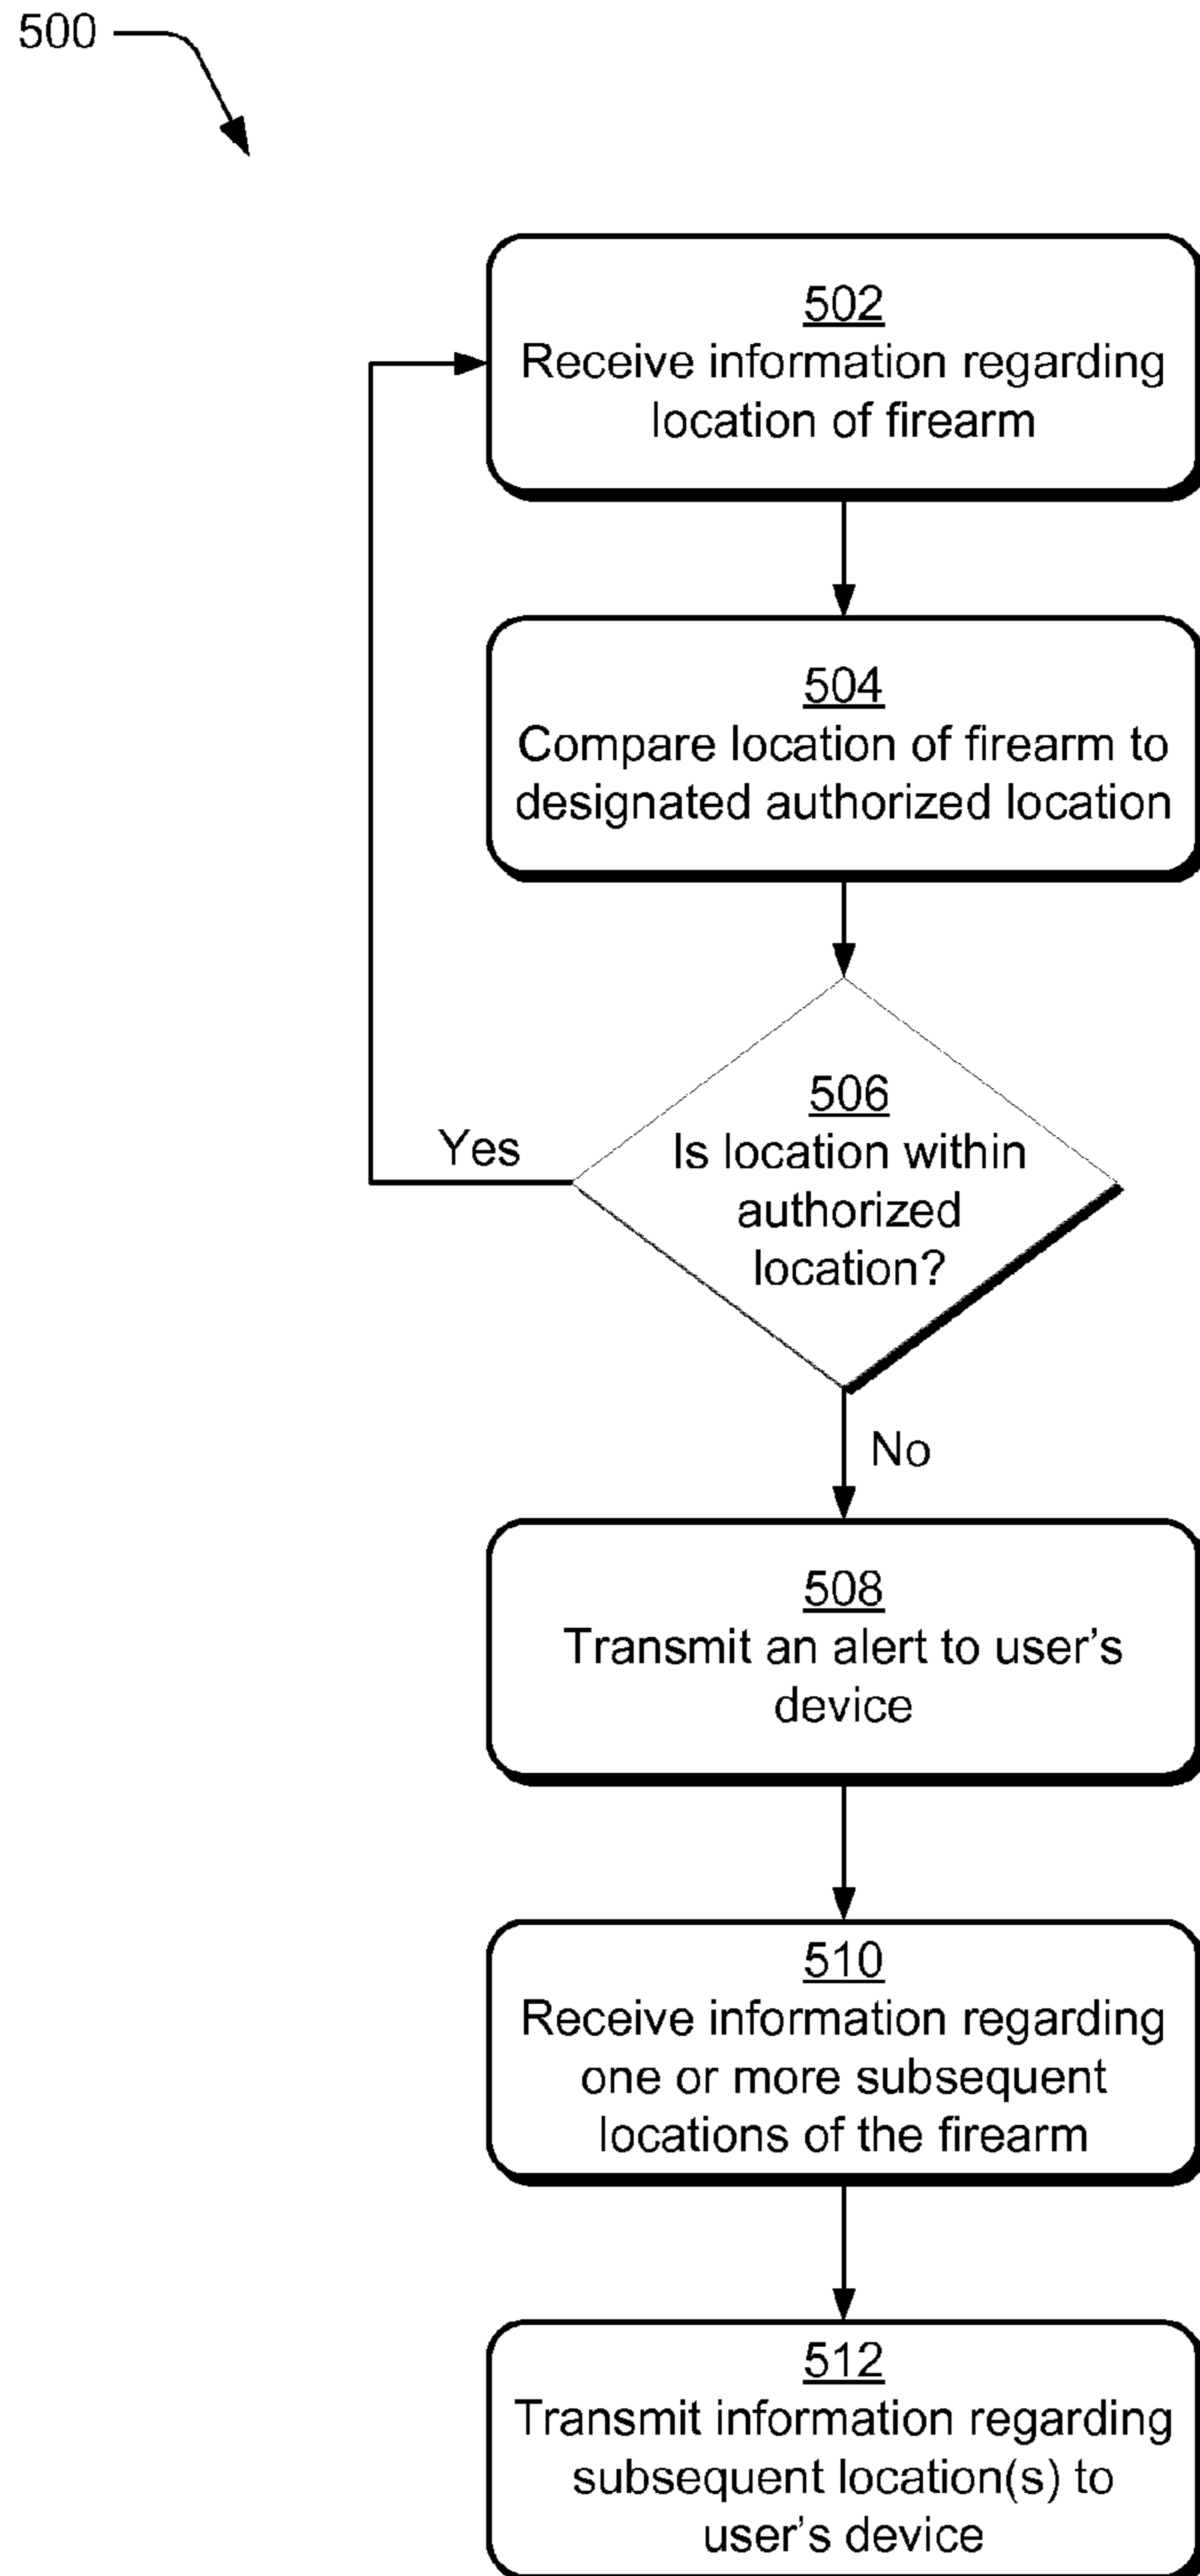 500
502
Receive information regarding
location of firearm
504
Compare location of firearm to
designated authorized location
506
Is location within
authorized
location?
Yes
No
508
Transmit an alert to user’s
device
510
Receive information regarding
one or more subsequent
locations of the firearm
512
Transmit information regarding
subsequent location(s) to
user’s device